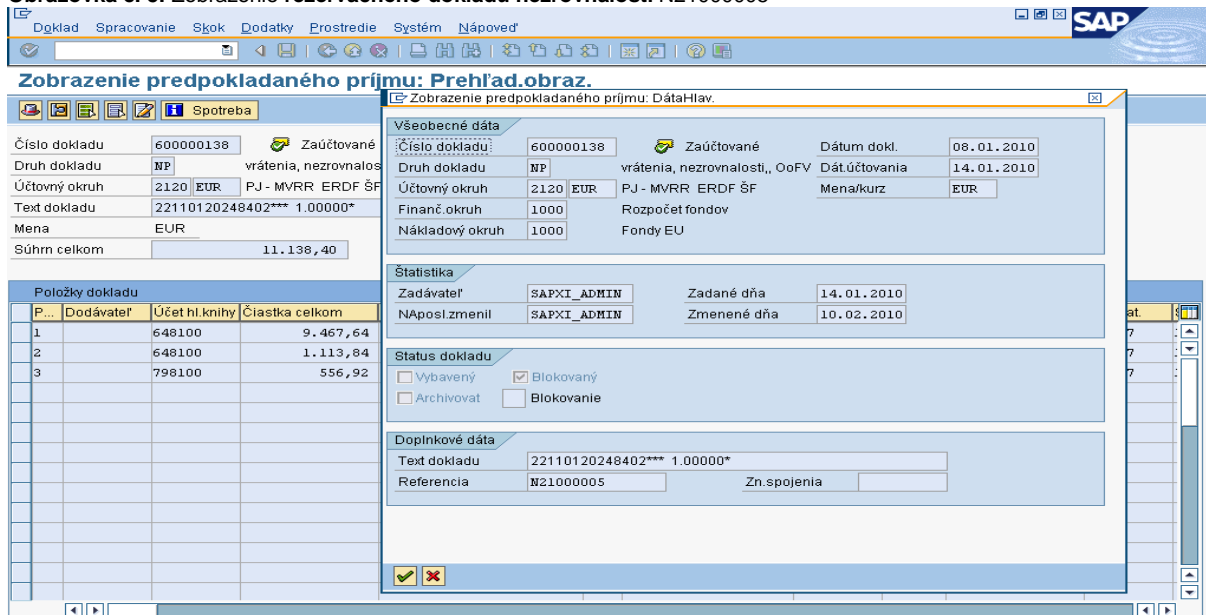 Doklad Spracovanie Skok Dodatky Prostredie Systém Nápoveď
SAP
Zobrazenie predpokladaného príjmu: Prehľad.obraz.
Spotreba
Číslo dokladu 600000138 Zaúčtované
Druh dokladu NP vrátenia, nezrovnalos
Účtovný okruh 2120 EUR PJ - MVRR ERDF ŠF
Text dokladu 22110120248402*** 1.00000*
Mena EUR
Súhrn celkom 11.138,40
Položky dokladu
P... Dodávateľ Účet hl.knihy Čiastka celkom at.
1 648100 9.467,64 7
2 648100 1.113,84 7
3 798100 556,92 7
Zobrazenie predpokladaného príjmu: DátaHlav.
Všeobecné dáta
Číslo dokladu 600000138 Zaúčtované Dátum dokl. 08.01.2010
Druh dokladu NP vrátenia, nezrovnalosti,, OoFV Dát.účtovania 14.01.2010
Účtovný okruh 2120 EUR PJ - MVRR ERDF ŠF Mena/kurz EUR
Finanč.okruh 1000 Rozpočet fondov
Nákladový okruh 1000 Fondy EU
Štatistika
Zadávateľ SAPXI_ADMIN Zadané dňa 14.01.2010
NAposl.zmenil SAPXI_ADMIN Zmenené dňa 10.02.2010
Status dokladu
Vybavený Blokovaný
Archivovat Blokovanie
Doplnkové dáta
Text dokladu 22110120248402*** 1.00000*
Referencia N21000005 Zn.spojenia